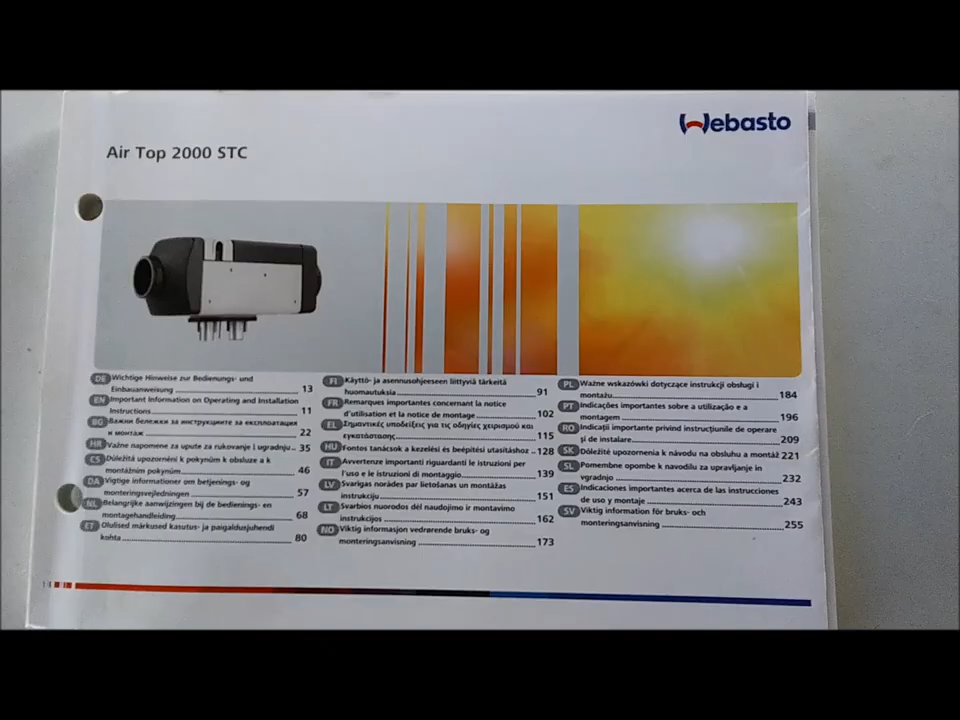 Webasto
Air Top 2000 STC
DE Wichtige Hinweise zur Bedienungs- und
Einbauanweisung 13
EN Important Information on Operating and Installation
Instructions 11
BG Важни бележки за инструкциите за експлоатация
и монтаж 22
HR Važne napomene za upute za rukovanje i ugradnju 35
CS Důležitá upozornění k pokynům k obsluze a k
montážním pokynům 46
DA Vigtige informationer om betjenings- og
monteringsvejledningen 57
NL Belangrijke aanwijzingen bij de bedienings- en
montagehandleiding 68
ET Olulised märkused kasutus- ja paigaldusjuhendi
kohta 80
FI Käyttö- ja asennusohjeeseen liittyviä tärkeitä
huomautuksia 91
FR Remarques importantes concernant la notice
d'utilisation et la notice de montage 102
EL Σημαντικές υποδείξεις για τις οδηγίες χειρισμού και
εγκατάστασης 115
HU Fontos tanácsok a kezelési és beépítési utasításhoz 128
IT Avvertenze importanti riguardanti le istruzioni per
l'uso e le istruzioni di montaggio 139
LV Svarīgas norādes par lietošanas un montāžas
instrukciju 151
LT Svarbios nuorodos dėl naudojimo ir montavimo
instrukcijos 162
NO Viktig informasjon vedrørende bruks- og
monteringsanvisning 173
PL Ważne wskazówki dotyczące instrukcji obsługi i
montażu 184
PT Indicações importantes sobre a utilização e a
montagem 196
RO Indicații importante privind instrucțiunile de operare
și de instalare 209
SK Dôležité upozornenia k návodu na obsluhu a montáž 221
SL Pomembne opombe k navodilu za upravljanje in
vgradnjo 232
ES Indicaciones importantes acerca de las instrucciones
de uso y montaje 243
SV Viktig information för bruks- och
monteringsanvisning 255